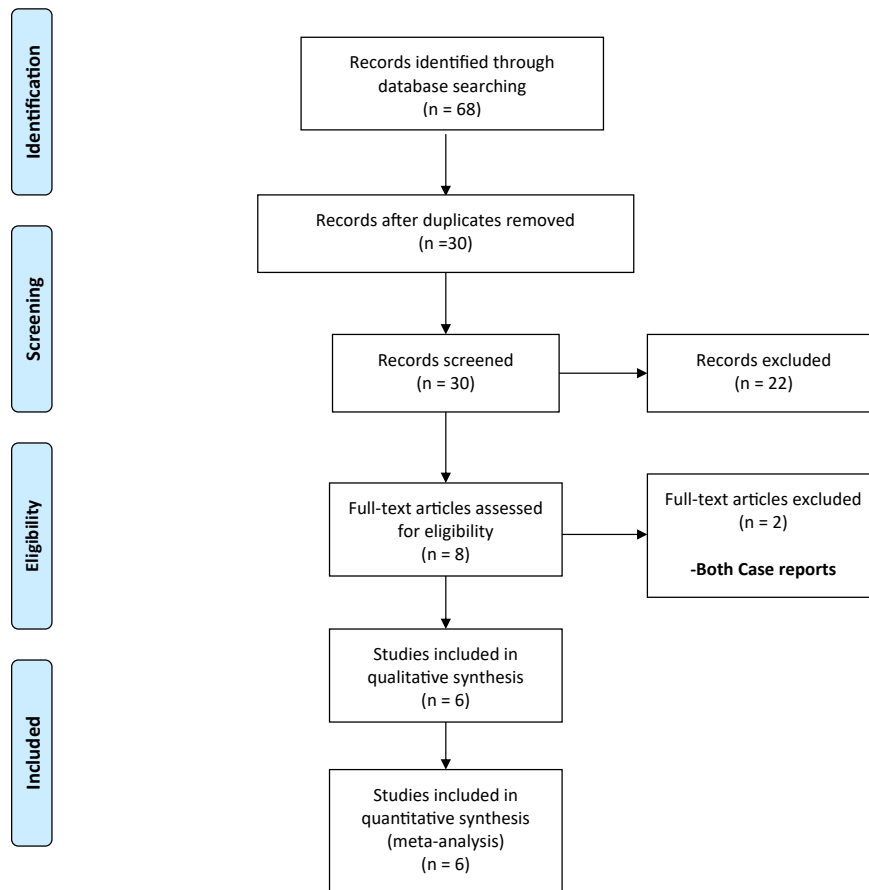 Identification
Records identified through
database searching
(n = 68)
Records after duplicates removed
(n =30)
Screening
Records screened
(n = 30)
Records excluded
(n = 22)
Eligibility
Full-text articles assessed
for eligibility
(n = 8)
Full-text articles excluded
(n = 2)
-Both Case reports
Included
Studies included in
qualitative synthesis
(n = 6)
Studies included in
quantitative synthesis
(meta-analysis)
(n = 6)